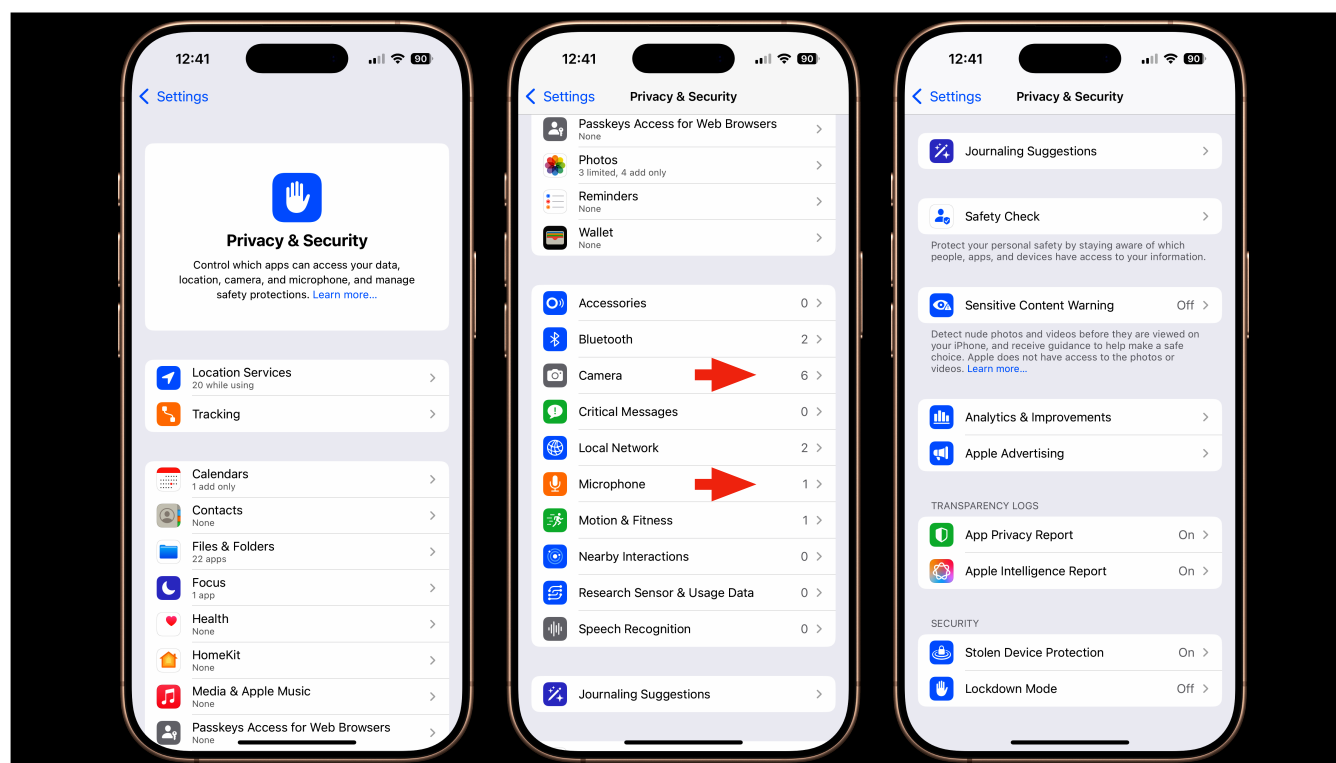 12:41
90
Settings
Privacy & Security
Control which apps can access your data,
location, camera, and microphone, and manage
safety protections. Learn more...
Location Services
20 while using
Tracking
Calendars
1 add only
Contacts
None
Files & Folders
22 apps
Focus
1 app
Health
None
HomeKit
None
Media & Apple Music
None
Passkeys Access for Web Browsers
None
12:41
90
Settings Privacy & Security
Passkeys Access for Web Browsers
None
Photos
3 limited, 4 add only
Reminders
None
Wallet
None
Accessories 0
Bluetooth 2
Camera 6
Critical Messages 0
Local Network 2
Microphone 1
Motion & Fitness 1
Nearby Interactions 0
Research Sensor & Usage Data 0
Speech Recognition 0
Journaling Suggestions
12:41
90
Settings Privacy & Security
Journaling Suggestions
Safety Check
Protect your personal safety by staying aware of which
people, apps, and devices have access to your information.
Sensitive Content Warning Off
Detect nude photos and videos before they are viewed on
your iPhone, and receive guidance to help make a safe
choice. Apple does not have access to the photos or
videos. Learn more...
Analytics & Improvements
Apple Advertising
TRANSPARENCY LOGS
App Privacy Report On
Apple Intelligence Report On
SECURITY
Stolen Device Protection On
Lockdown Mode Off